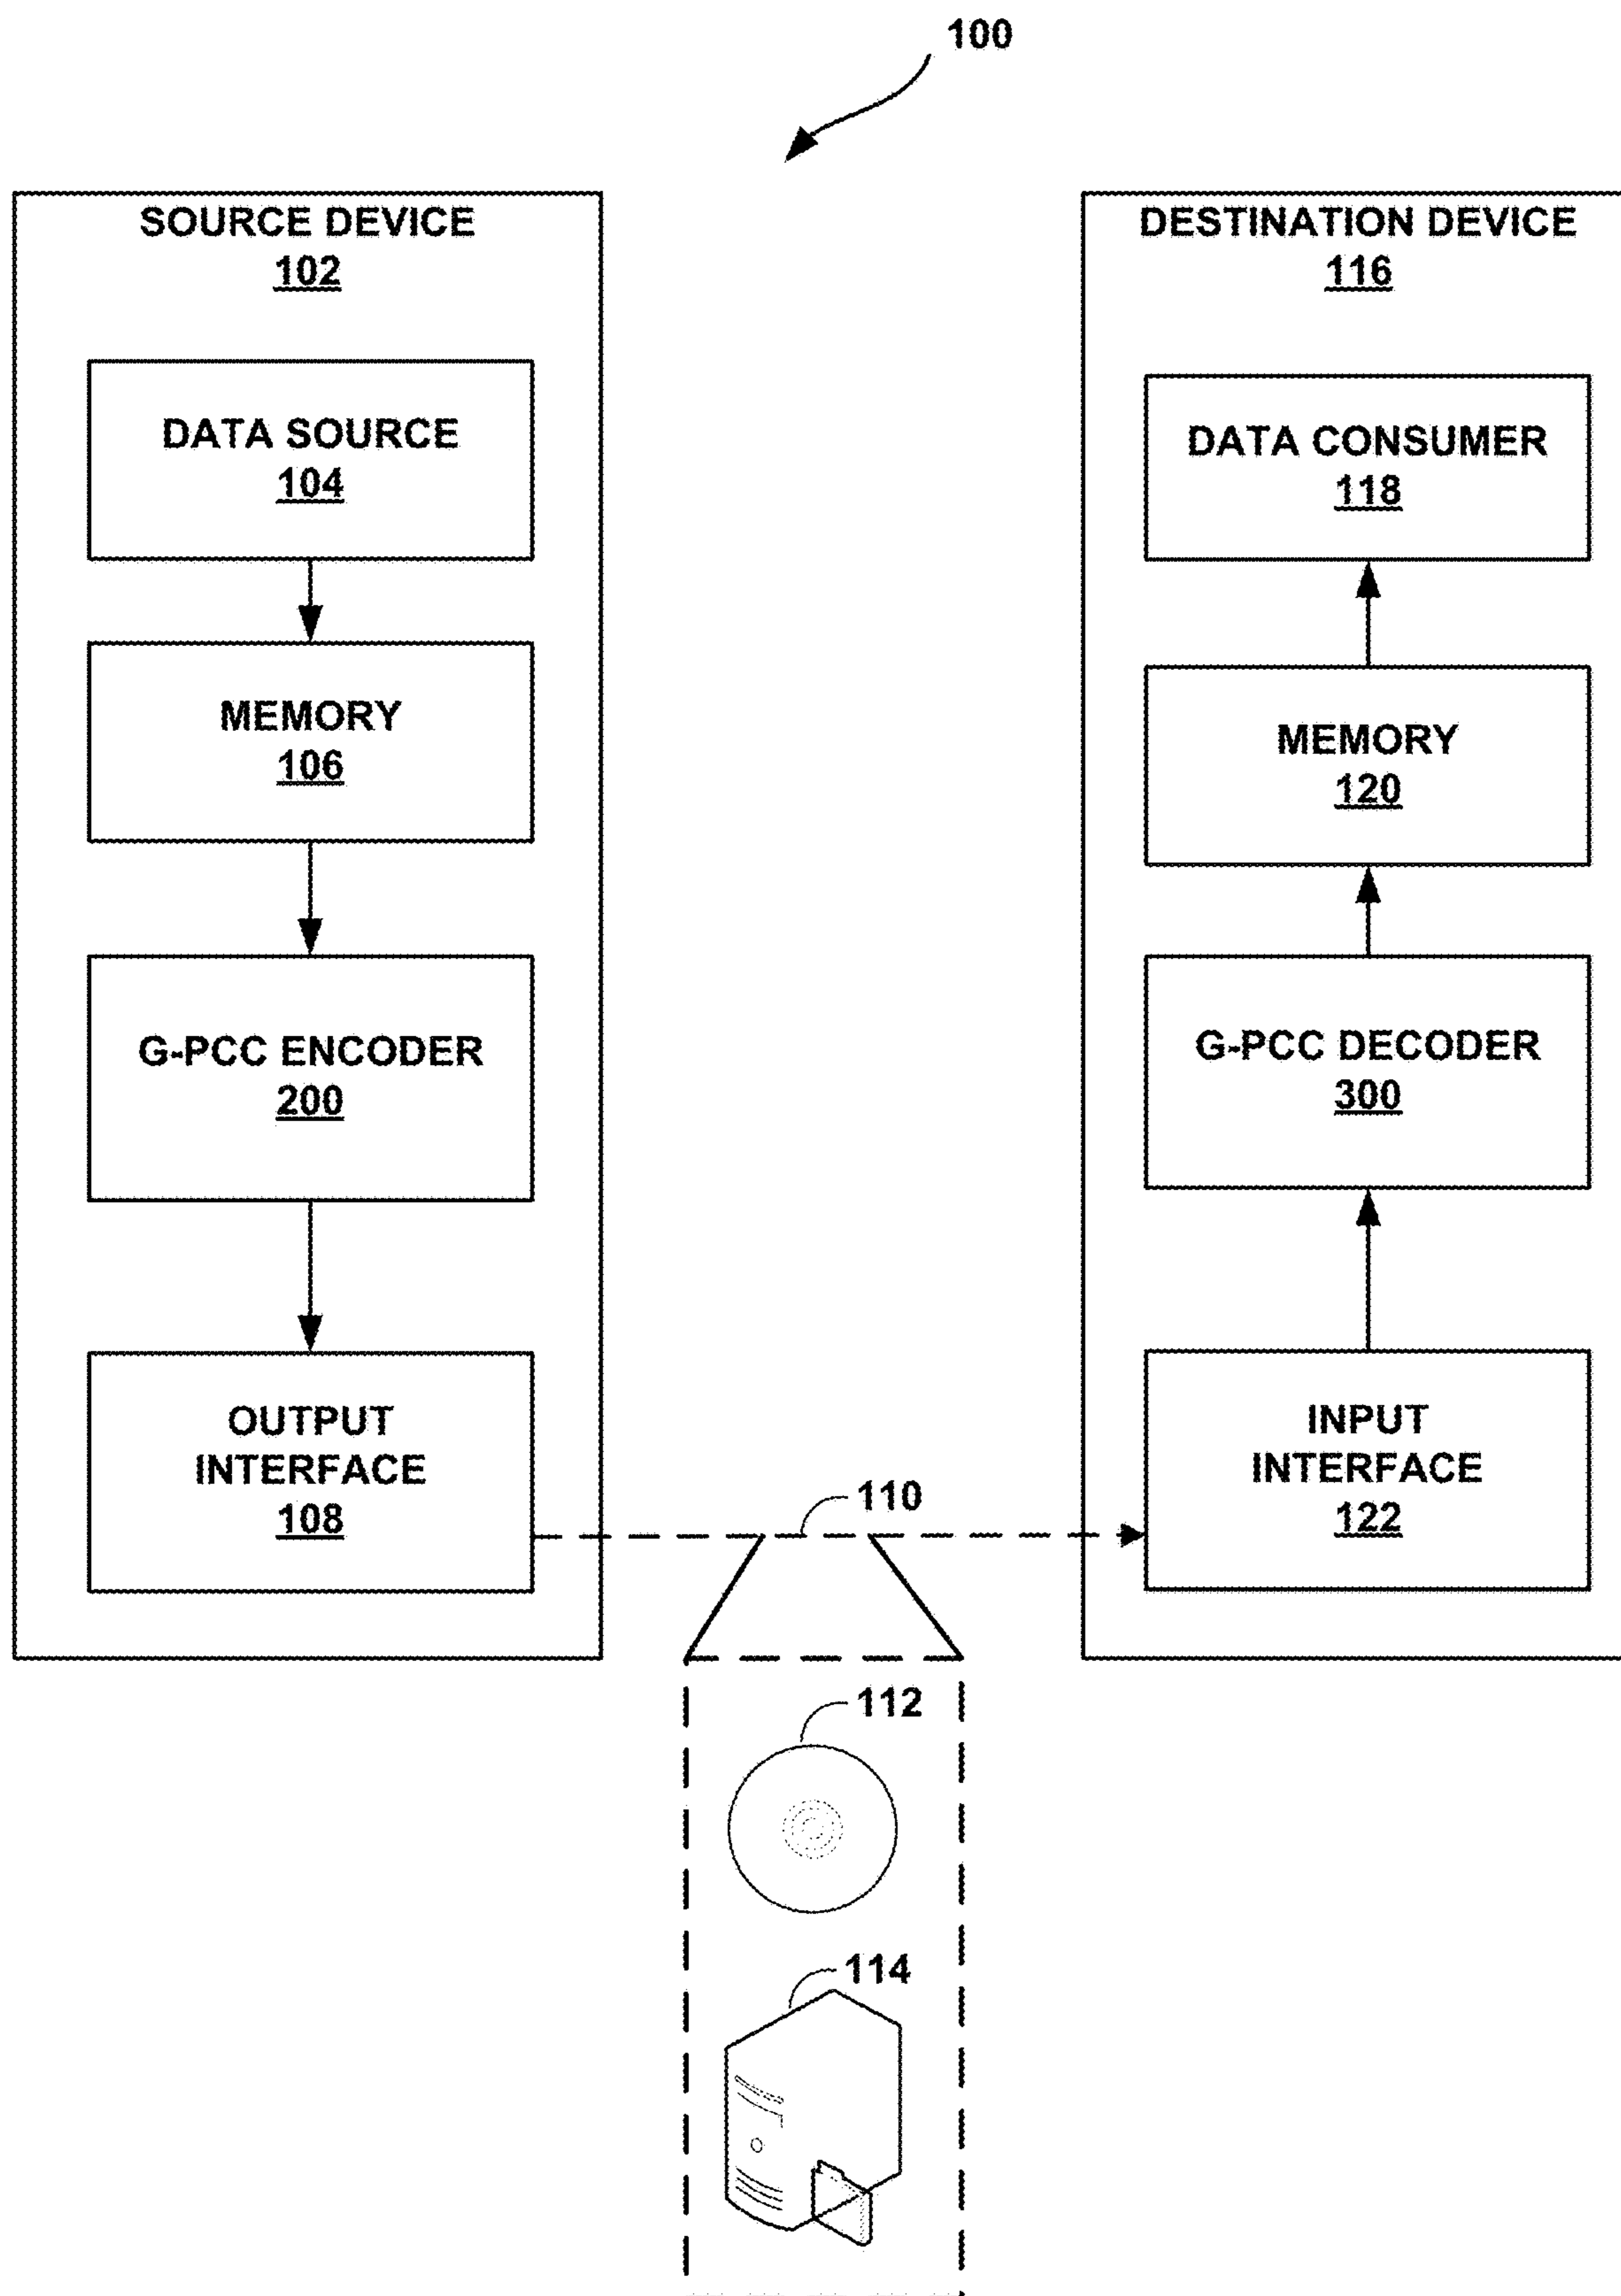 100
SOURCE DEVICE
102
DATA SOURCE
104
MEMORY
106
G-PCC ENCODER
200
OUTPUT
INTERFACE
108
DESTINATION DEVICE
116
DATA CONSUMER
118
MEMORY
120
G-PCC DECODER
300
INPUT
INTERFACE
122
110
112
114